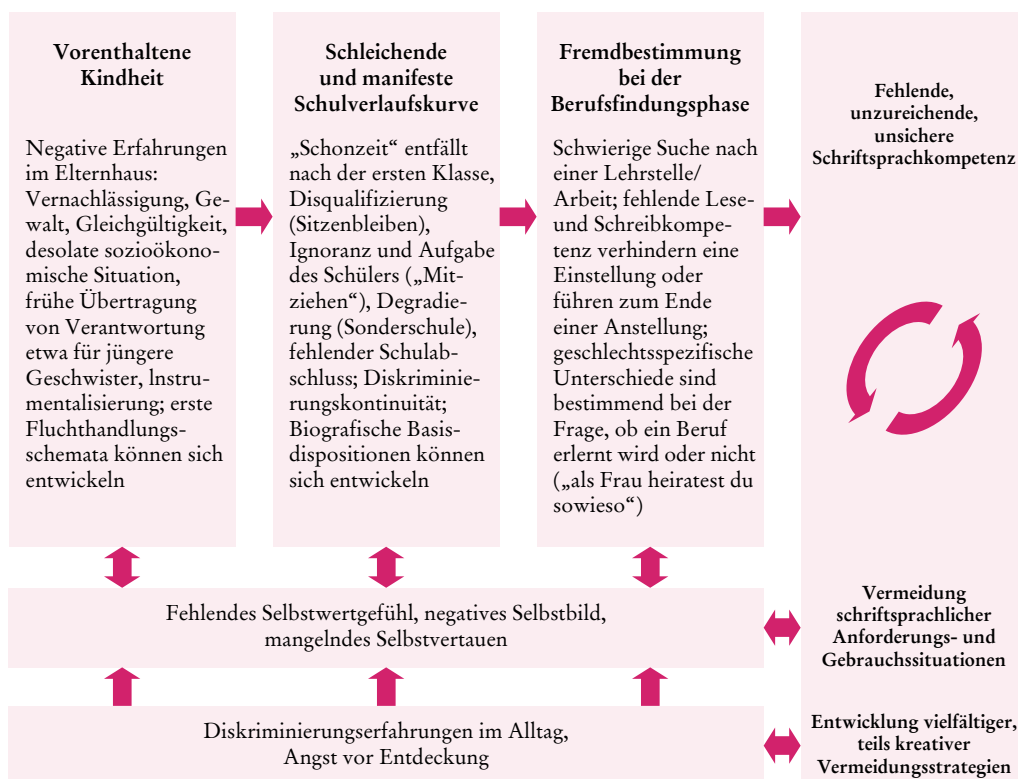 Vorenthaltene
Kindheit
Negative Erfahrungen
im Elternhaus:
Vernachlässigung, Ge-
walt, Gleichgültigkeit,
desolate sozioökono-
mische Situation,
frühe Übertragung
von Verantwortung
etwa für jüngere
Geschwister, lnstru-
mentalisierung; erste
Fluchthandlungs-
schemata können sich
entwickeln
Schleichende
und manifeste
Schulverlaufskurve
„Schonzeit“ entfällt
nach der ersten Klasse,
Disqualifizierung
(Sitzenbleiben),
Ignoranz und Aufgabe
des Schülers („Mit-
ziehen“), Degradie-
rung (Sonderschule),
fehlender Schulab-
schluss; Diskriminie-
rungskontinuität;
Biografische Basis-
dispositionen können
sich entwickeln
Fremdbestimmung
bei der
Berufsfindungsphase
Schwierige Suche nach
einer Lehrstelle/
Arbeit; fehlende Lese-
und Schreibkompe-
tenz verhindern eine
Einstellung oder
führen zum Ende
einer Anstellung;
geschlechtsspezifische
Unterschiede sind
bestimmend bei der
Frage, ob ein Beruf
erlernt wird oder nicht
(„als Frau heiratest du
sowieso“)
Fehlende,
unzureichende,
unsichere
Schriftsprachkompetenz
Fehlendes Selbstwertgefühl, negatives Selbstbild,
mangelndes Selbstvertauen
Vermeidung
schriftsprachlicher
Anforderungs- und
Gebrauchssituationen
Diskriminierungserfahrungen im Alltag,
Angst vor Entdeckung
Entwicklung vielfältiger,
teils kreativer
Vermeidungsstrategien